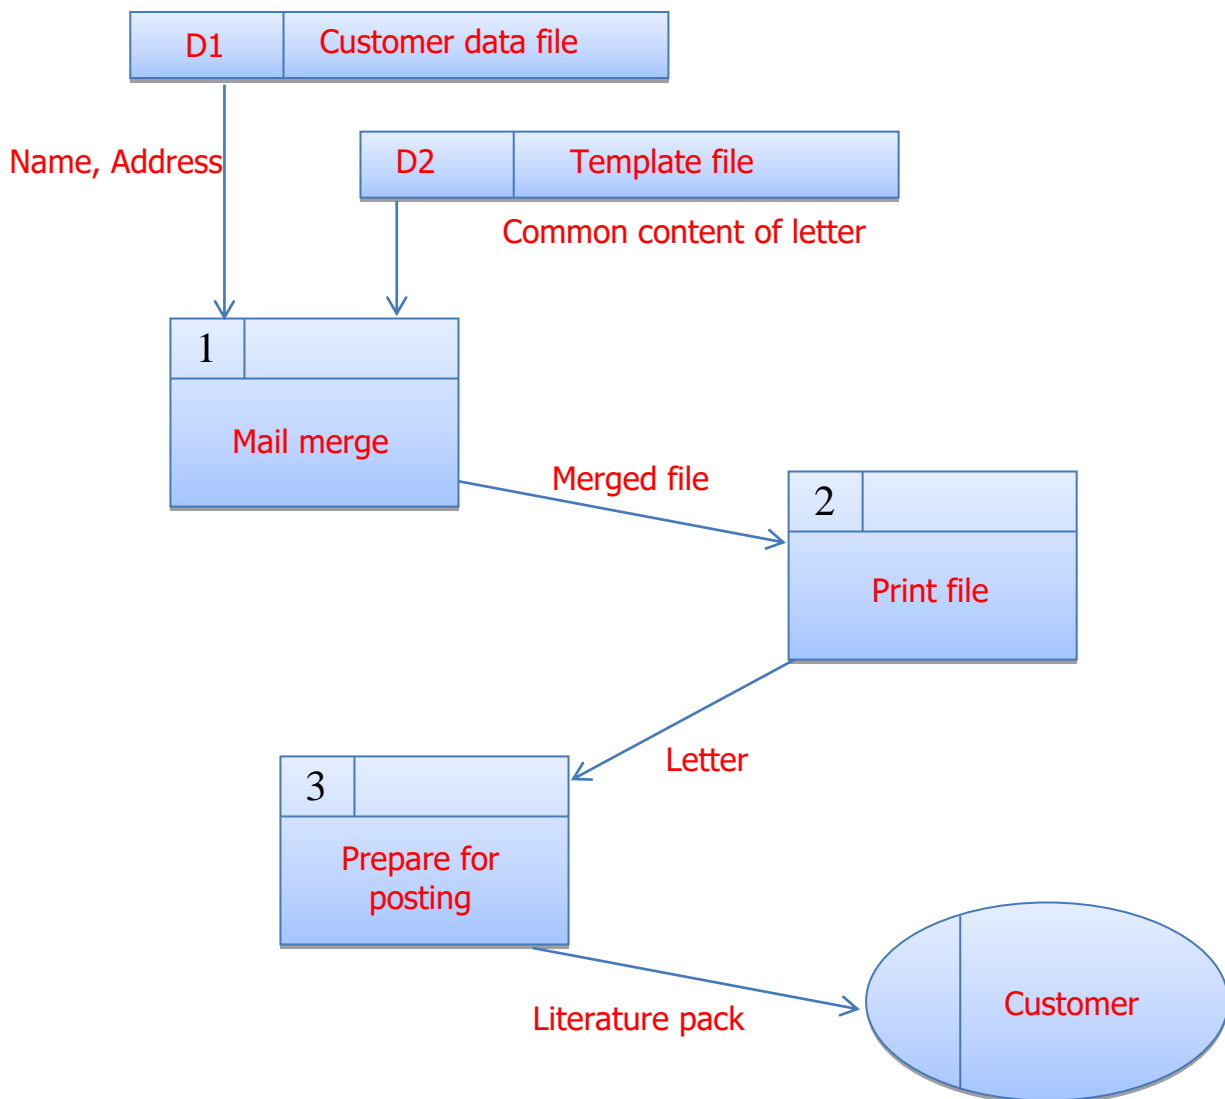 D1
Customer data file
Name, Address
D2
Template file
Common content of letter
1
Mail merge
Merged file
2
Print file
Letter
3
Prepare for
posting
Literature pack
Customer